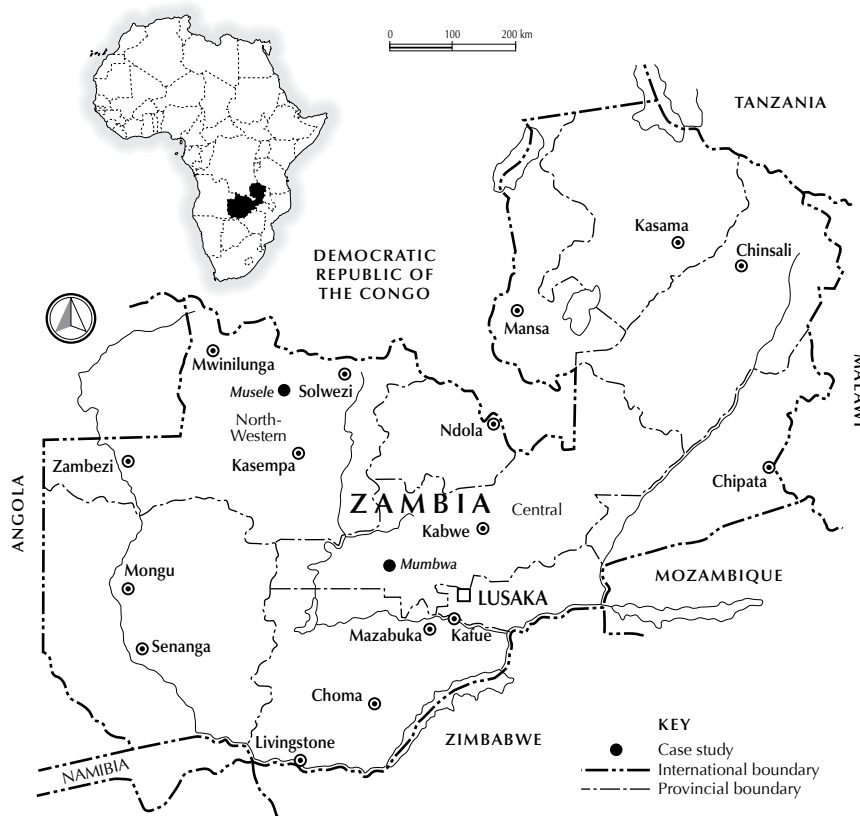 0 100 200 km
TANZANIA
DEMOCRATIC
REPUBLIC OF
THE CONGO
Kasama
Chinsali
Mansa
Mwinilunga
Musele
Solwezi
North-
Western
Ndola
MALAWI
Zambezi
Kasempa
ZAMBIA
Chipata
ANGOLA
Kabwe
Central
Mumbwa
Mongu
LUSAKA
MOZAMBIQUE
Mazabuka
Kafue
Senanga
Choma
Livingstone
ZIMBABWE
NAMIBIA
KEY
Case study
International boundary
Provincial boundary